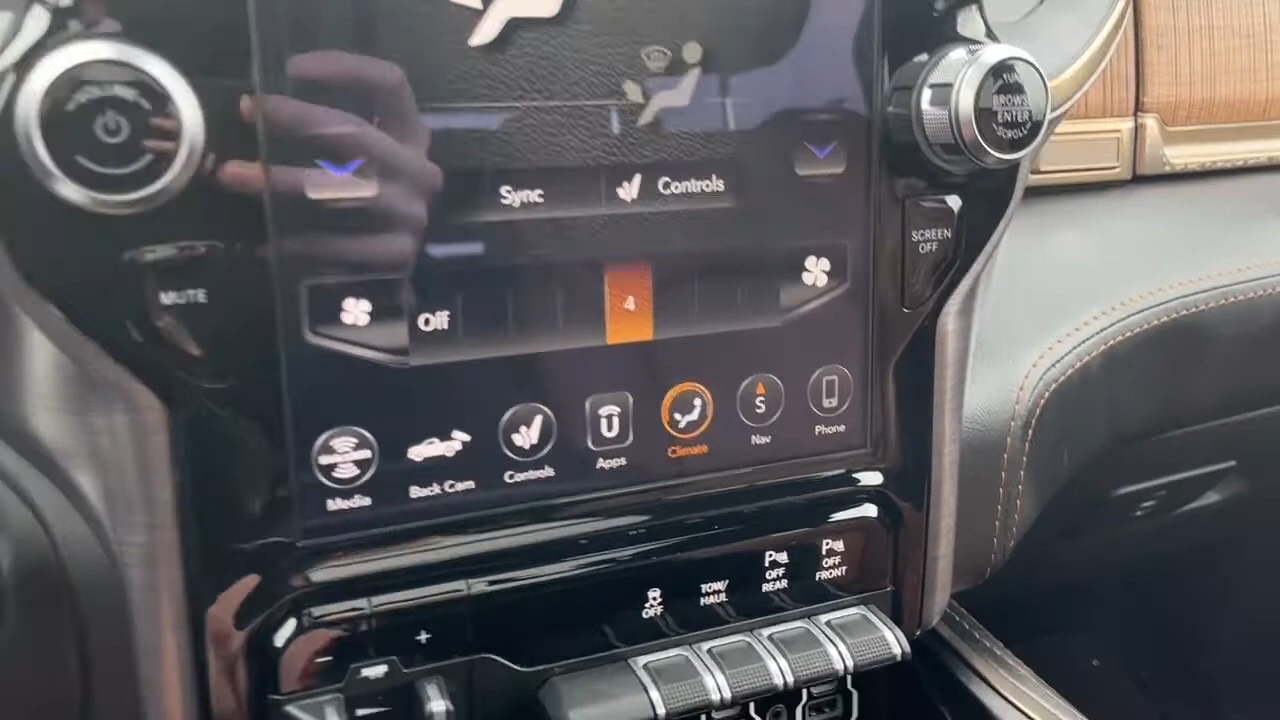 TUNE
BROWSE
ENTER
SCROLL
Sync
Controls
SCREEN
OFF
MUTE
Off
4
S
Media
Back Cam
Controls
Apps
Climate
Nav
Phone
OFF
TOW/
HAUL
P
OFF
REAR
P
OFF
FRONT
+
-